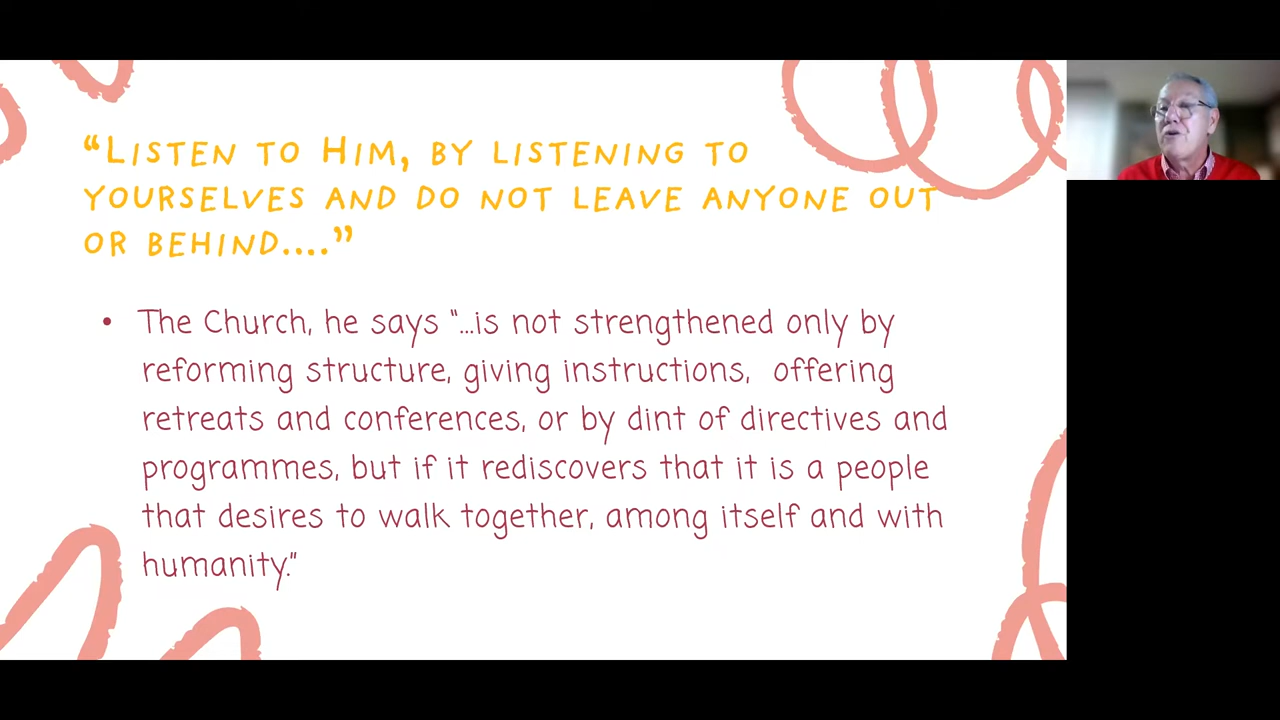 “Listen to Him, by listening to
yourselves and do not leave anyone out
or behind....”
• The Church, he says “...is not strengthened only by
reforming structure, giving instructions, offering
retreats and conferences, or by dint of directives and
programmes, but if it rediscovers that it is a people
that desires to walk together, among itself and with
humanity.”